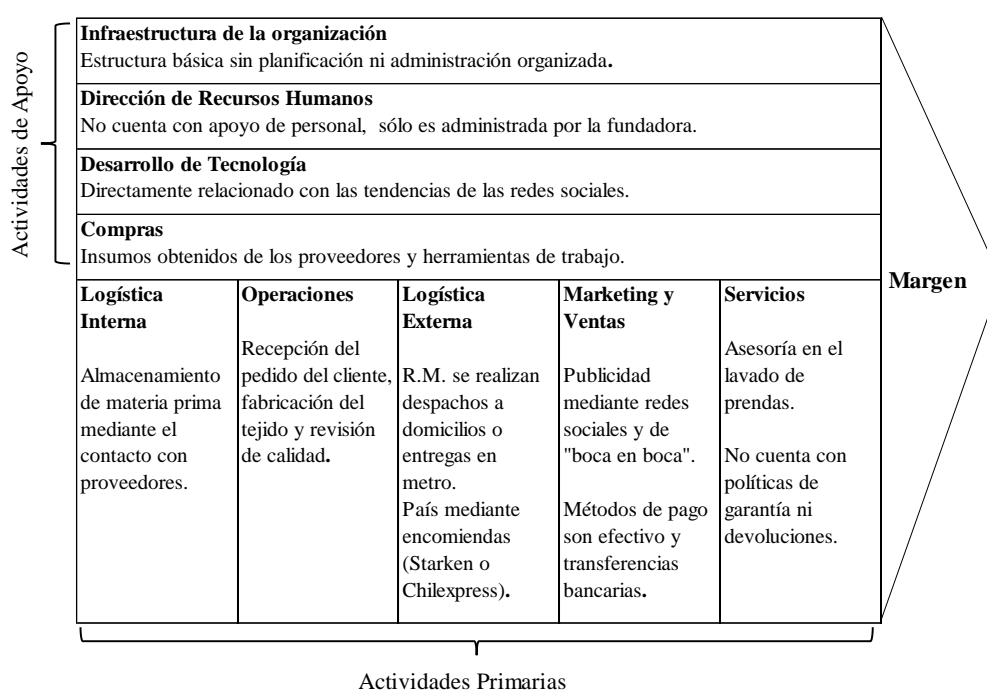 Actividades de Apoyo
Infraestructura de la organización
Estructura básica sin planificación ni administración organizada.
Dirección de Recursos Humanos
No cuenta con apoyo de personal,  sólo es administrada por la fundadora.
Desarrollo de Tecnología
Directamente relacionado con las tendencias de las redes sociales.
Compras
Insumos obtenidos de los proveedores y herramientas de trabajo.
Logística
Interna
Almacenamiento
de materia prima
mediante el
contacto con
proveedores.
Operaciones
Recepción del
pedido del cliente,
fabricación del
tejido y revisión
de calidad.
Logística
Externa
R.M. se realizan
despachos a
domicilios o
entregas en
metro.
País mediante
encomiendas
(Starken o
Chilexpress).
Marketing y
Ventas
Publicidad
mediante redes
sociales y de
"boca en boca".
Métodos de pago
son efectivo y
transferencias
bancarias.
Servicios
Asesoría en el
lavado de
prendas.
No cuenta con
políticas de
garantía ni
devoluciones.
Margen
Actividades Primarias